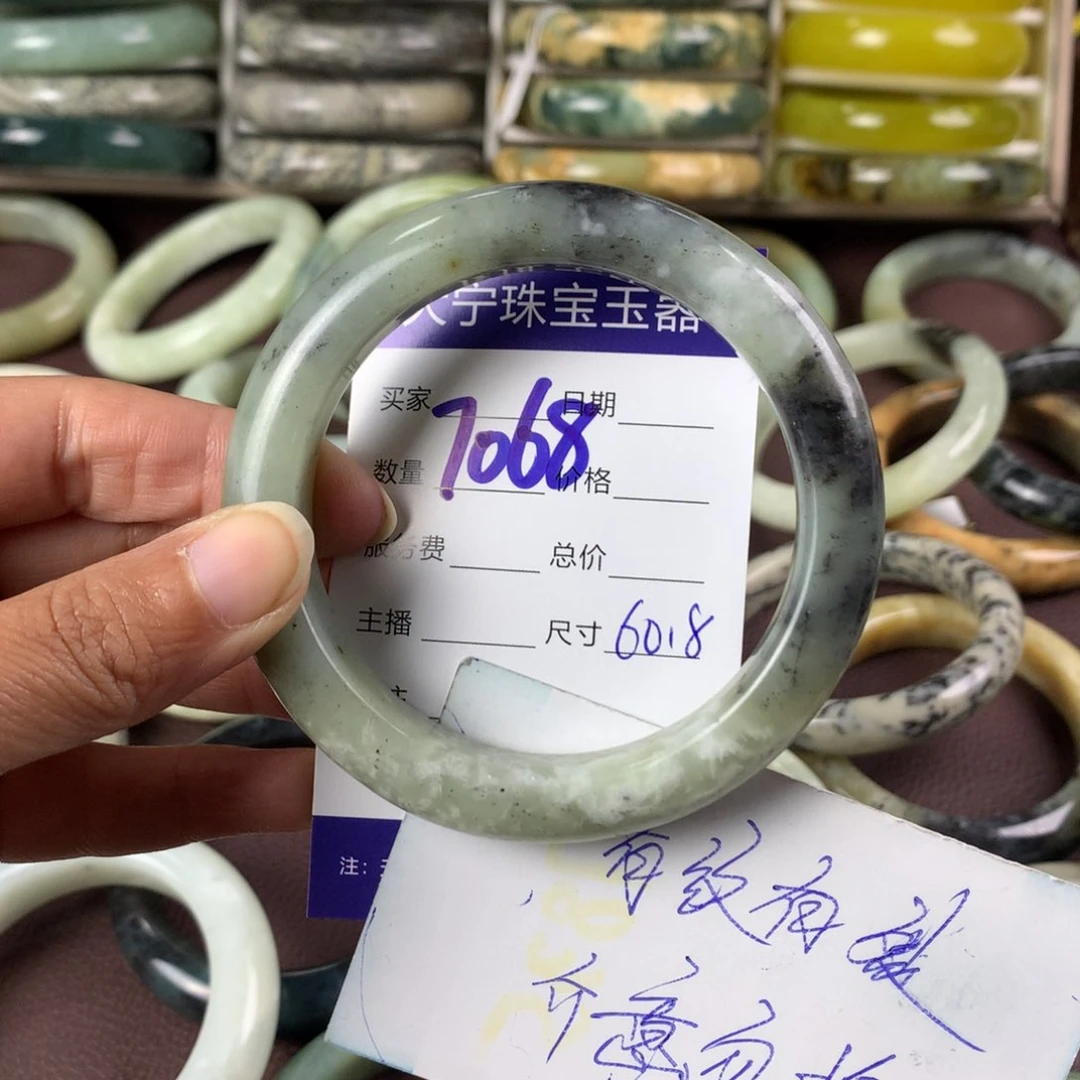 大宁珠宝玉器
买家 日期
7068
数量 价格
服务费 总价
主播 尺寸 60.8
注:
有纹有裂
介意勿拍